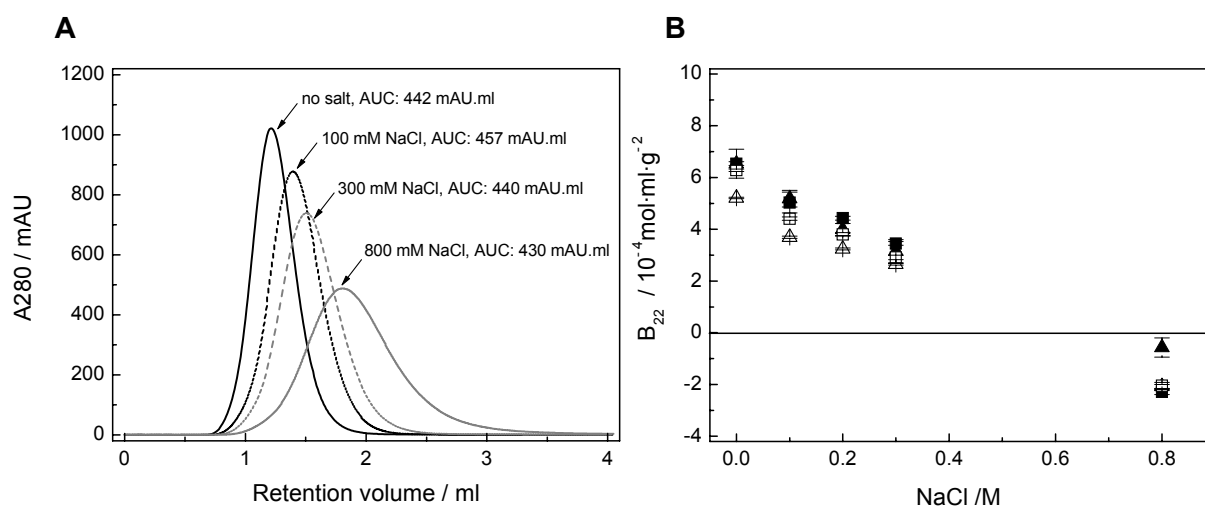 A
1200
1000
800
600
400
200
0
A280 / mAU
no salt, AUC: 442 mAU.ml
100 mM NaCl, AUC: 457 mAU.ml
300 mM NaCl, AUC: 440 mAU.ml
800 mM NaCl, AUC: 430 mAU.ml
0 1 2 3 4
Retention volume / ml
B
10
8
6
4
2
0
-2
-4
B₂₂ / 10⁻⁴mol·ml·g⁻²
0.0 0.2 0.4 0.6 0.8
NaCl /M